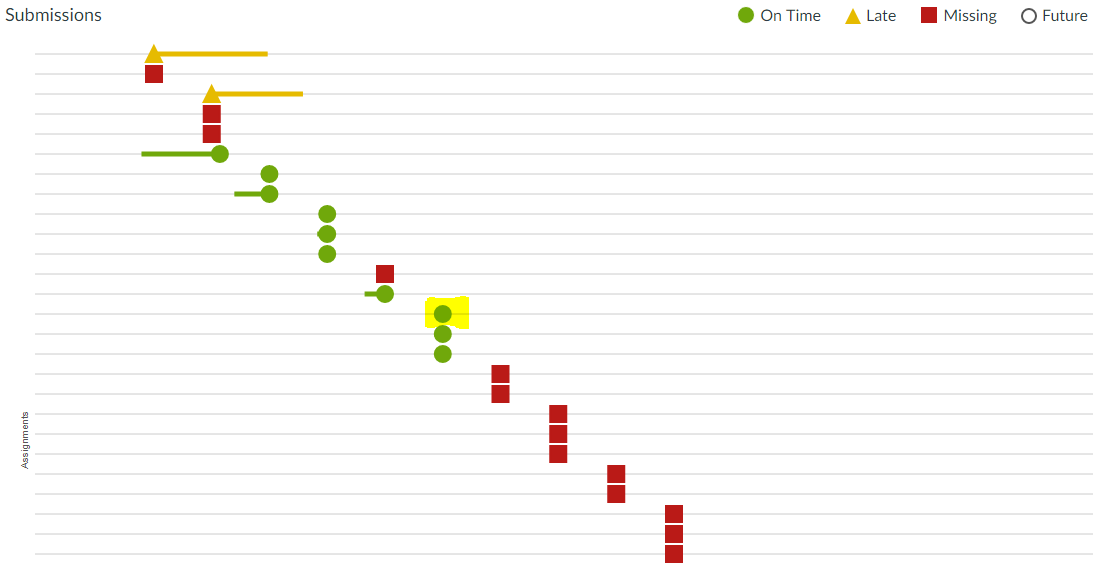 Submissions
On Time
Late
Missing
Future
Assignments